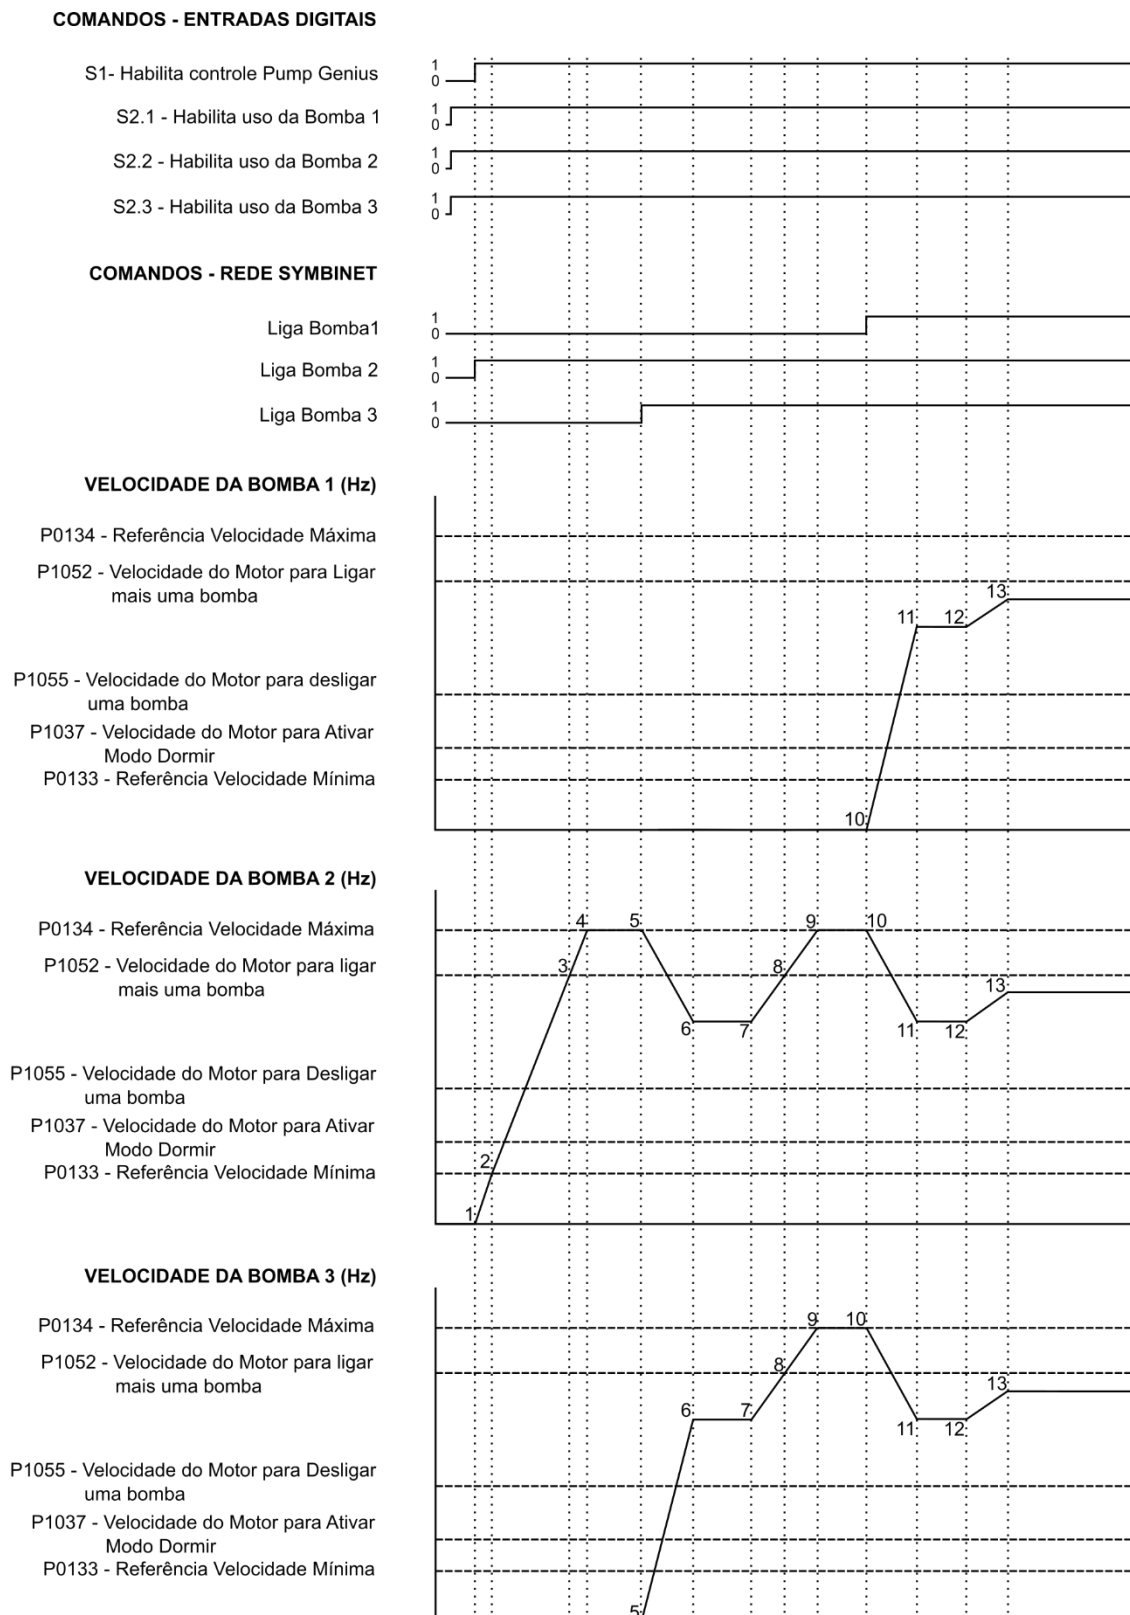 COMANDOS - ENTRADAS DIGITAIS
S1- Habilita controle Pump Genius
1
0
S2.1 - Habilita uso da Bomba 1
1
0
S2.2 - Habilita uso da Bomba 2
1
0
S2.3 - Habilita uso da Bomba 3
1
0
COMANDOS - REDE SYMBINET
Liga Bomba1
1
0
Liga Bomba 2
1
0
Liga Bomba 3
1
0
VELOCIDADE DA BOMBA 1 (Hz)
P0134 - Referência Velocidade Máxima
P1052 - Velocidade do Motor para Ligar
mais uma bomba
13
11 12
P1055 - Velocidade do Motor para desligar
uma bomba
P1037 - Velocidade do Motor para Ativar
Modo Dormir
P0133 - Referência Velocidade Mínima
10
VELOCIDADE DA BOMBA 2 (Hz)
P0134 - Referência Velocidade Máxima
4 5 9 10
P1052 - Velocidade do Motor para ligar
mais uma bomba
3 8
13
6 7 11 12
P1055 - Velocidade do Motor para Desligar
uma bomba
P1037 - Velocidade do Motor para Ativar
Modo Dormir
P0133 - Referência Velocidade Mínima
2
1
VELOCIDADE DA BOMBA 3 (Hz)
P0134 - Referência Velocidade Máxima
9 10
P1052 - Velocidade do Motor para ligar
mais uma bomba
8
13
6 7
11 12
P1055 - Velocidade do Motor para Desligar
uma bomba
P1037 - Velocidade do Motor para Ativar
Modo Dormir
P0133 - Referência Velocidade Mínima
5